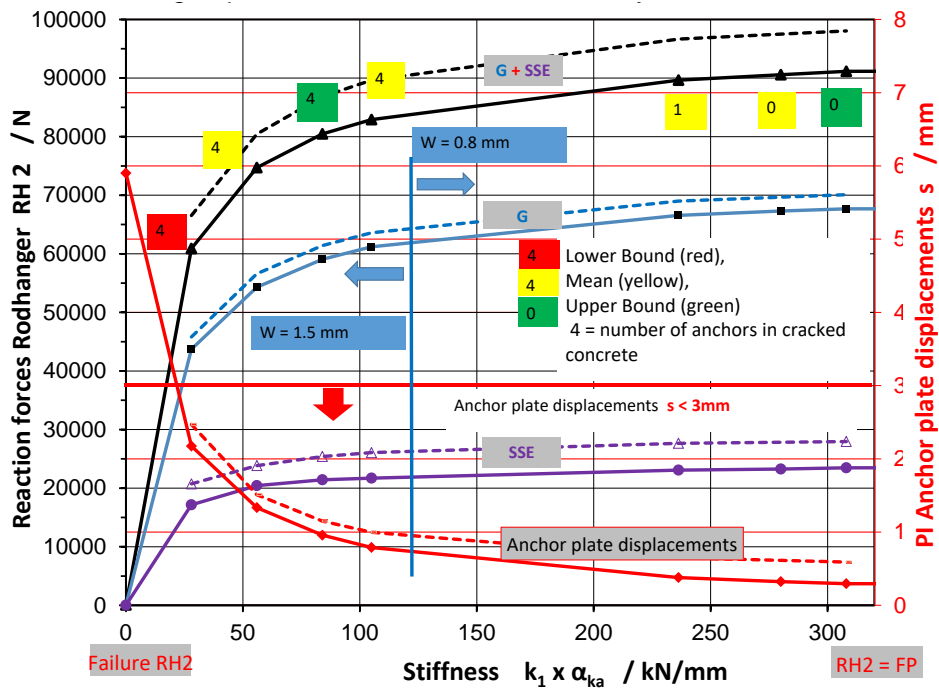 100000
90000
80000
70000
60000
50000
40000
30000
20000
10000
0
Reaction forces Rodhanger RH 2 / N
8
7
6
5
4
3
2
1
0
PI Anchor plate displacements s / mm
0
50
100
150
200
250
300
Stiffness k₁ x αₖₐ / kN/mm
Failure RH2
RH2 = FP
G + SSE
4
4
4
4
1
0
0
W = 0.8 mm
G
W = 1.5 mm
4 Lower Bound (red),
4 Mean (yellow),
0 Upper Bound (green)
4 = number of anchors in cracked
concrete
Anchor plate displacements s < 3mm
SSE
Anchor plate displacements